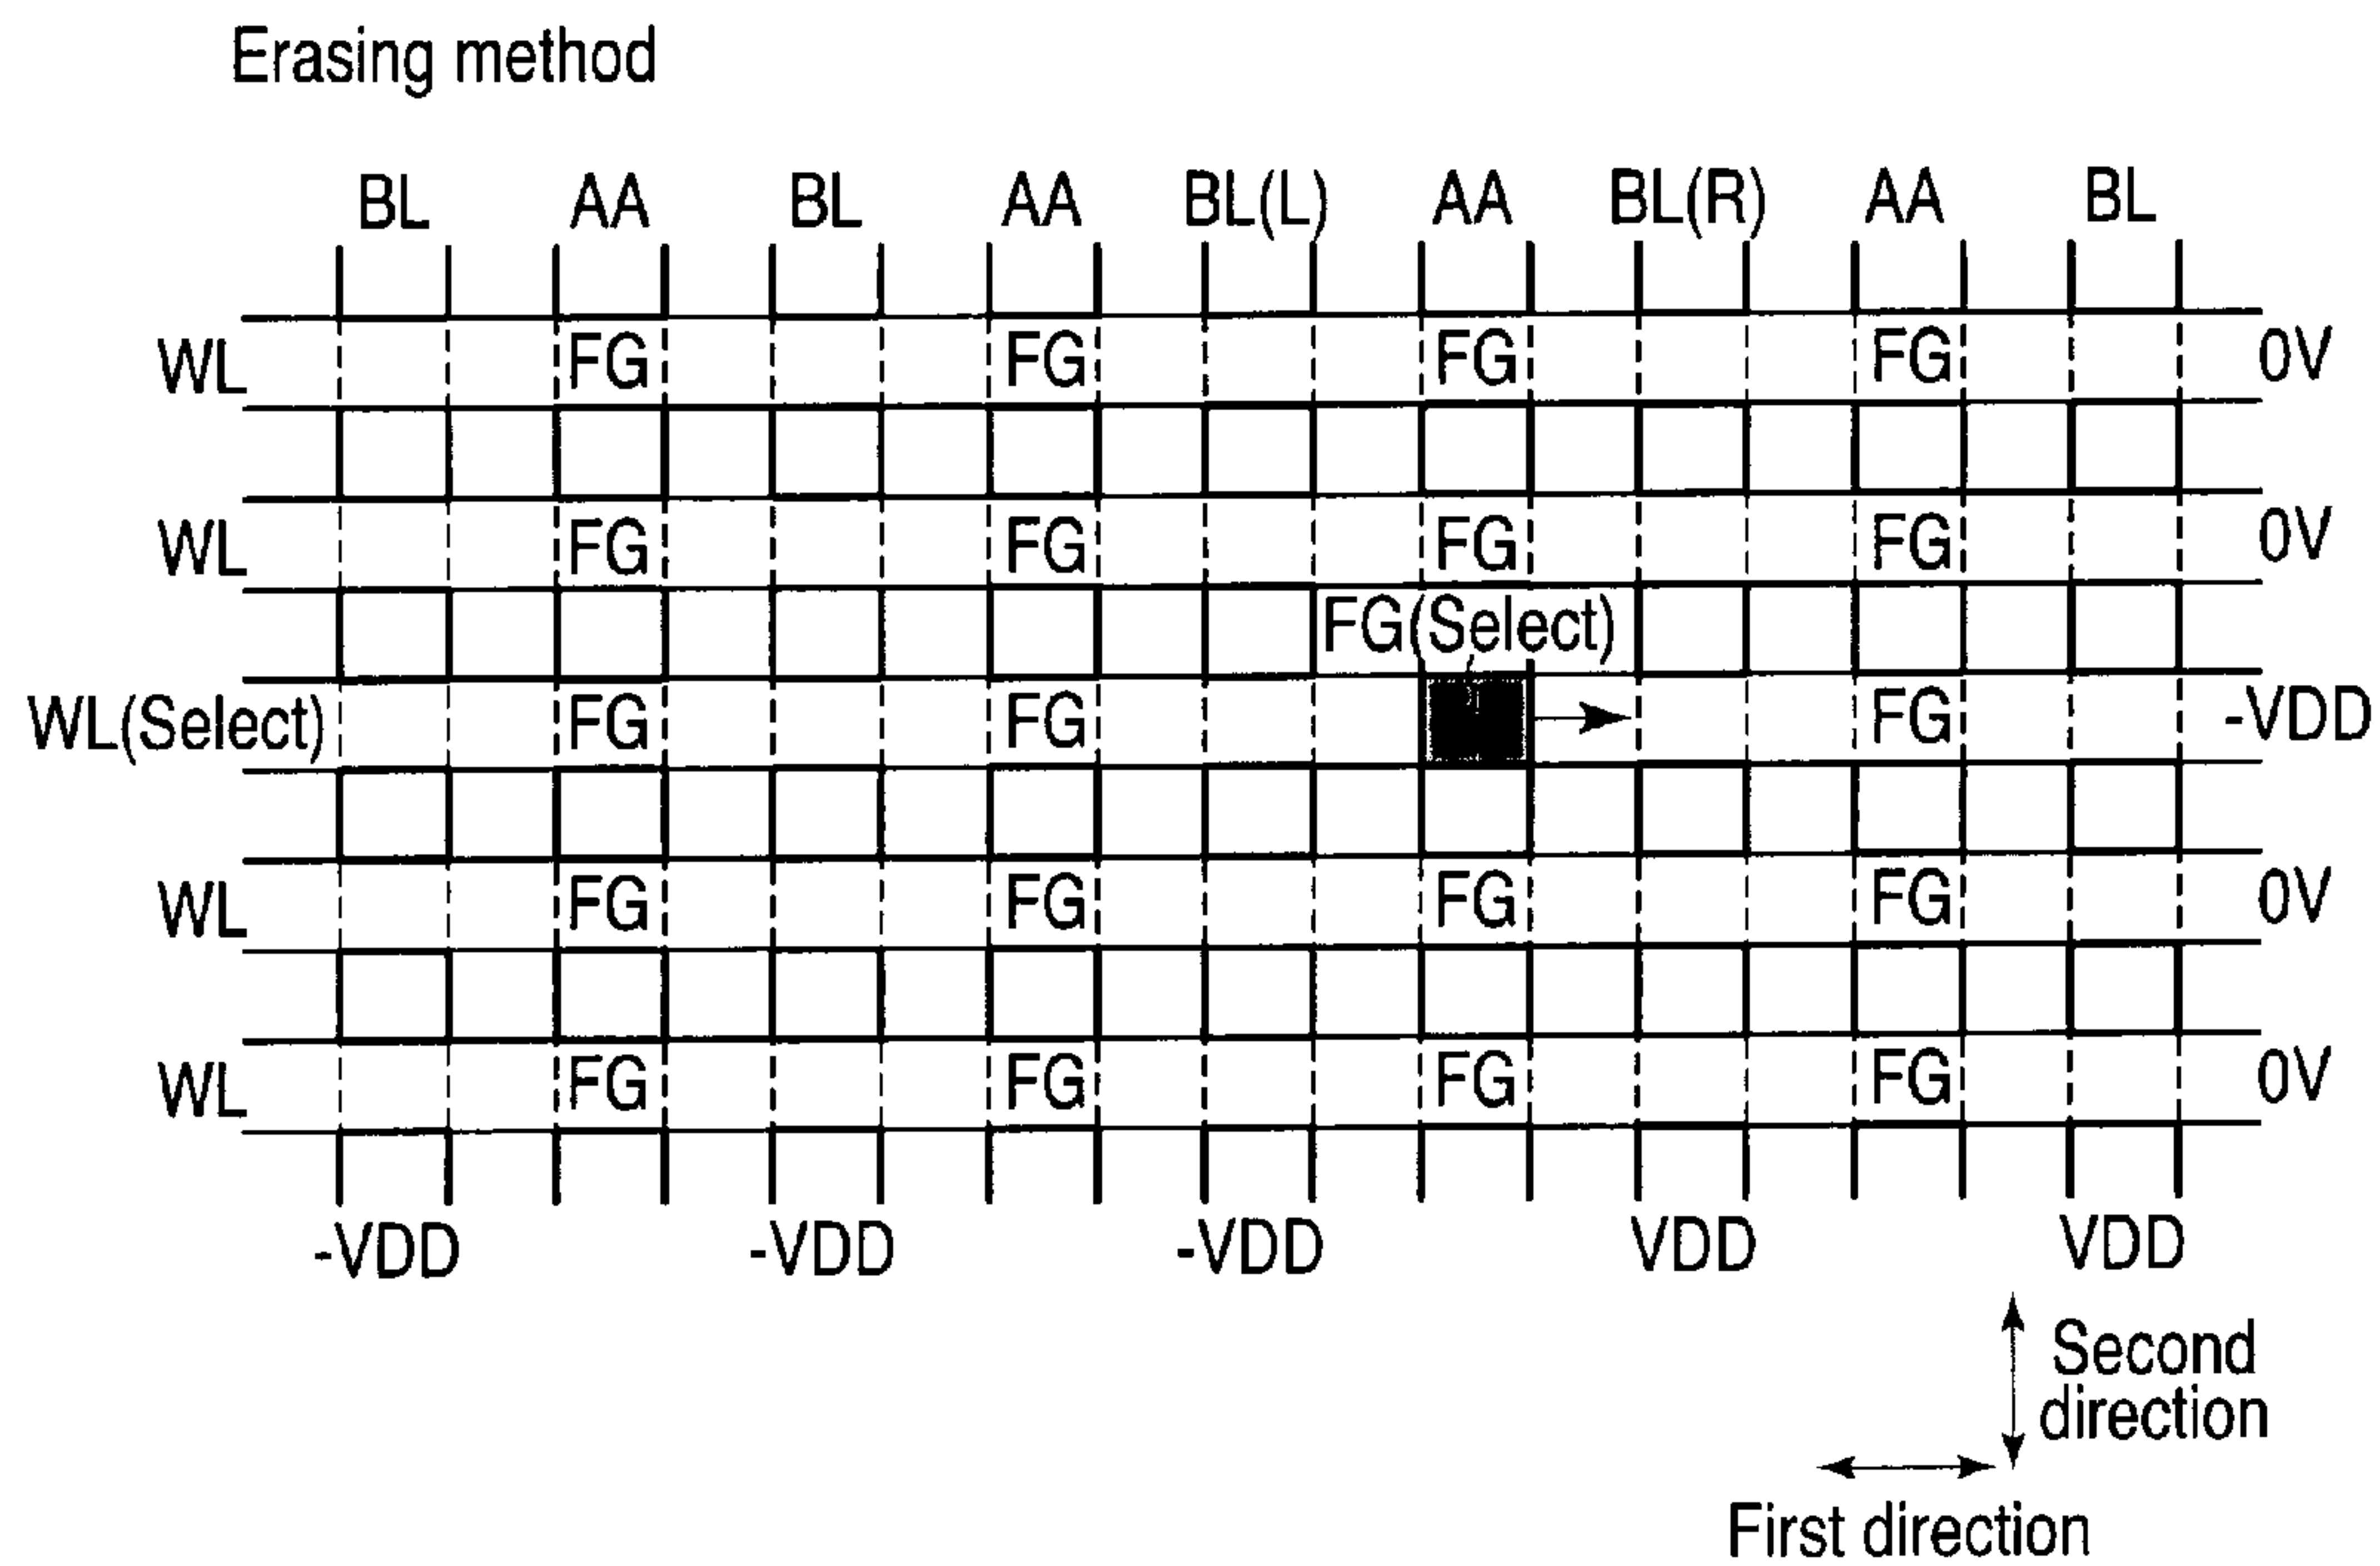 Erasing method
BL AA BL AA BL(L) AA BL(R) AA BL
WL FG FG FG FG 0V
WL FG FG FG FG 0V
FG(Select)
WL(Select) FG FG FG -VDD
WL FG FG FG FG 0V
WL FG FG FG FG 0V
-VDD -VDD -VDD VDD VDD
Second
direction
First direction